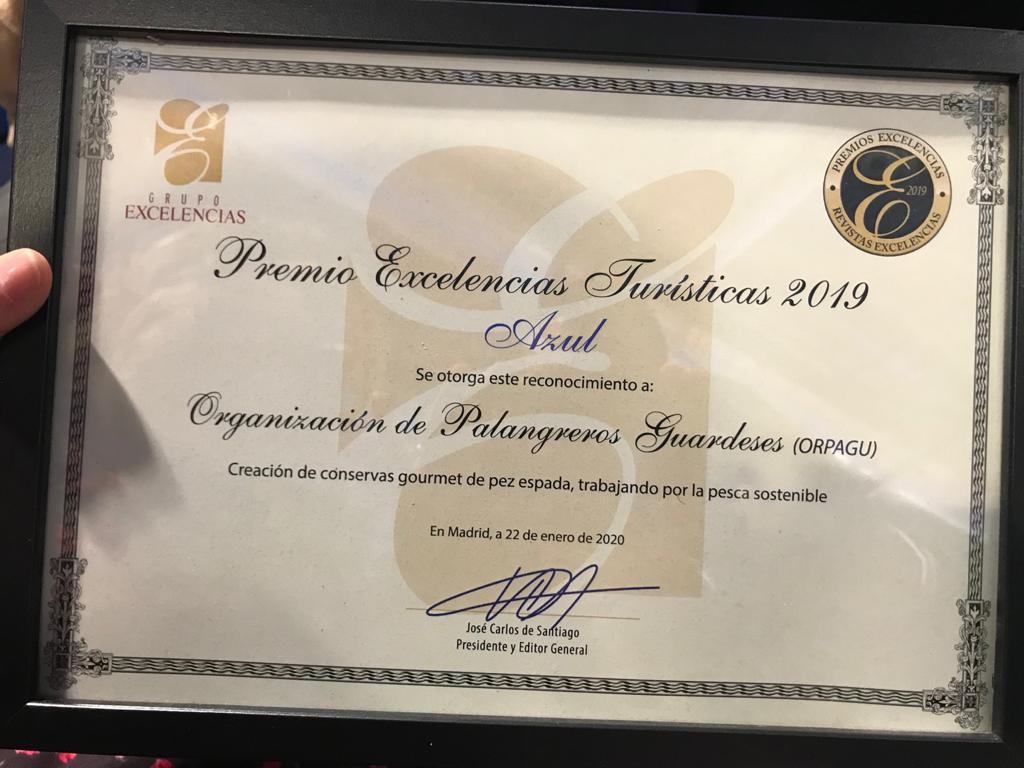 GRUPO
EXCELENCIAS
PREMIOS EXCELENCIAS
E
2019
REVISTAS EXCELENCIAS
Premio Excelencias Turísticas 2019
Azul
Se otorga este reconocimiento a:
Organización de Palangreros Guardeses (ORPAGU)
Creación de conservas gourmet de pez espada, trabajando por la pesca sostenible
En Madrid, a 22 de enero de 2020
José Carlos de Santiago
Presidente y Editor General